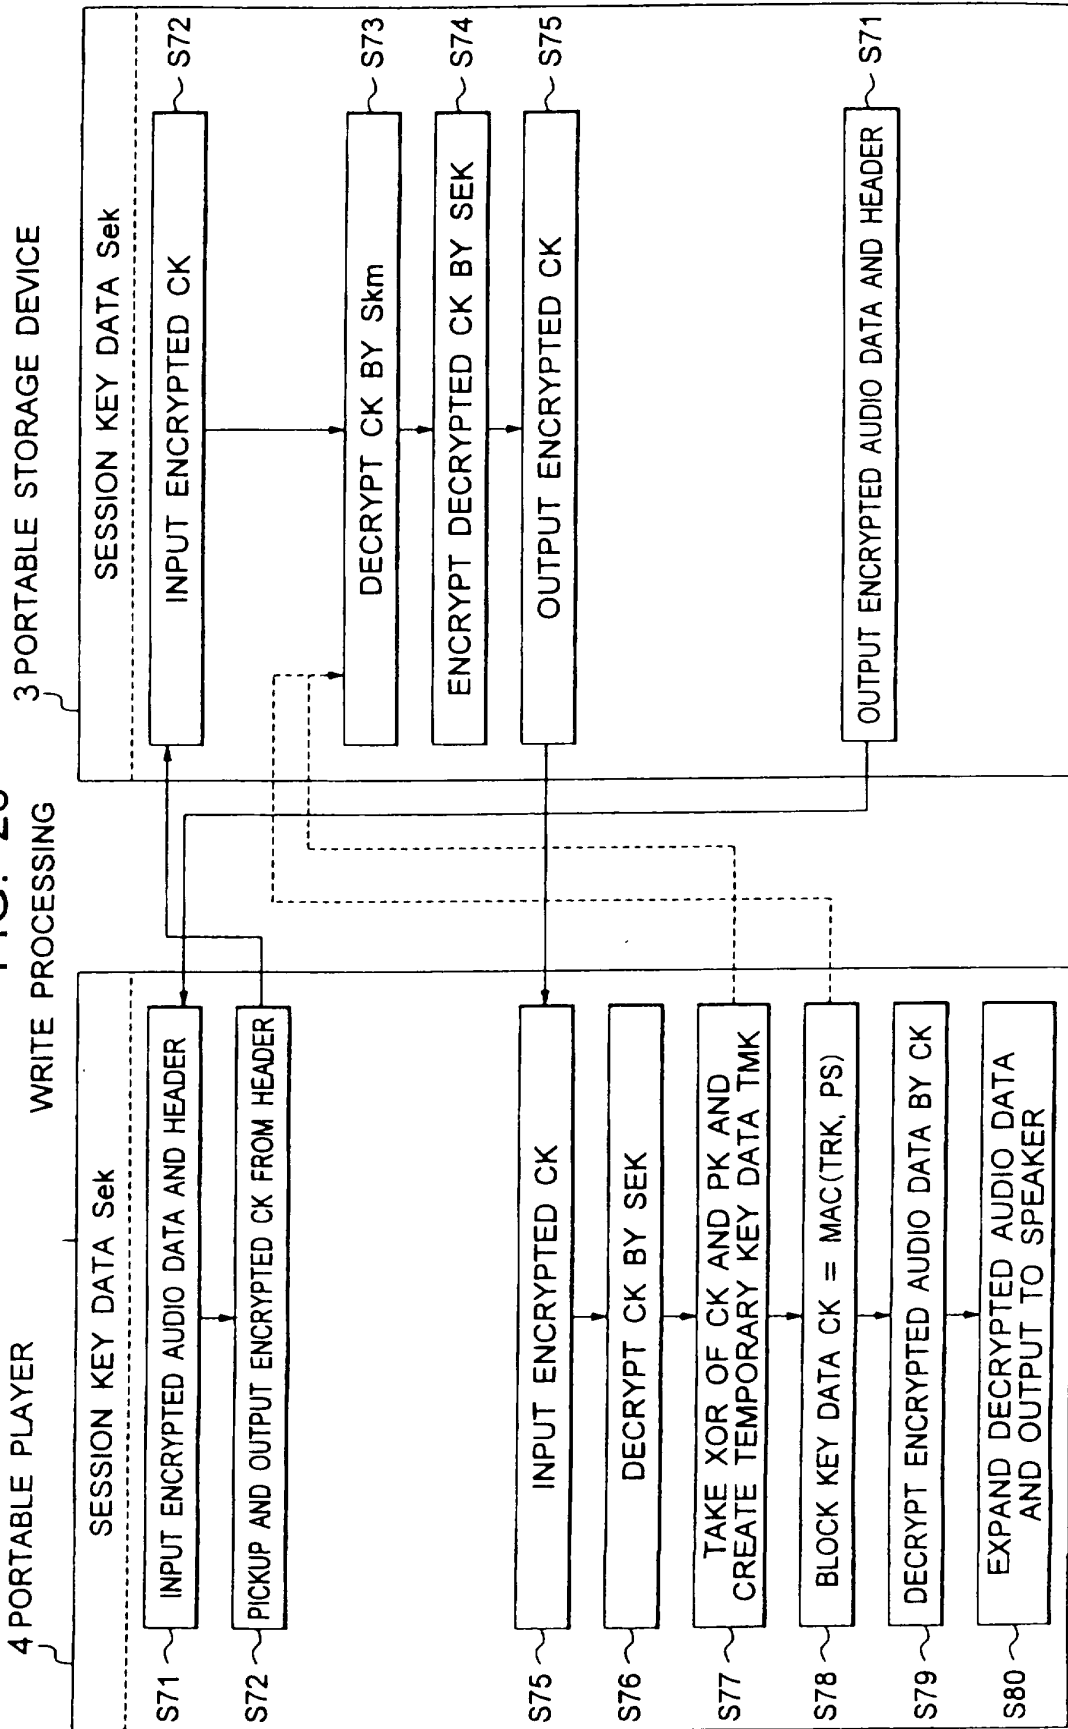 WRITE PROCESSING
4 PORTABLE PLAYER
SESSION KEY DATA Sek
S71
INPUT ENCRYPTED AUDIO DATA AND HEADER
S72
PICKUP AND OUTPUT ENCRYPTED CK FROM HEADER
S75
INPUT ENCRYPTED CK
S76
DECRYPT CK BY SEK
S77
TAKE XOR OF CK AND PK AND
CREATE TEMPORARY KEY DATA TMK
S78
BLOCK KEY DATA CK = MAC(TRK, PS)
S79
DECRYPT ENCRYPTED AUDIO DATA BY CK
S80
EXPAND DECRYPTED AUDIO DATA
AND OUTPUT TO SPEAKER
3 PORTABLE STORAGE DEVICE
SESSION KEY DATA Sek
INPUT ENCRYPTED CK
S72
DECRYPT CK BY Skm
S73
ENCRYPT DECRYPTED CK BY SEK
S74
OUTPUT ENCRYPTED CK
S75
OUTPUT ENCRYPTED AUDIO DATA AND HEADER
S71